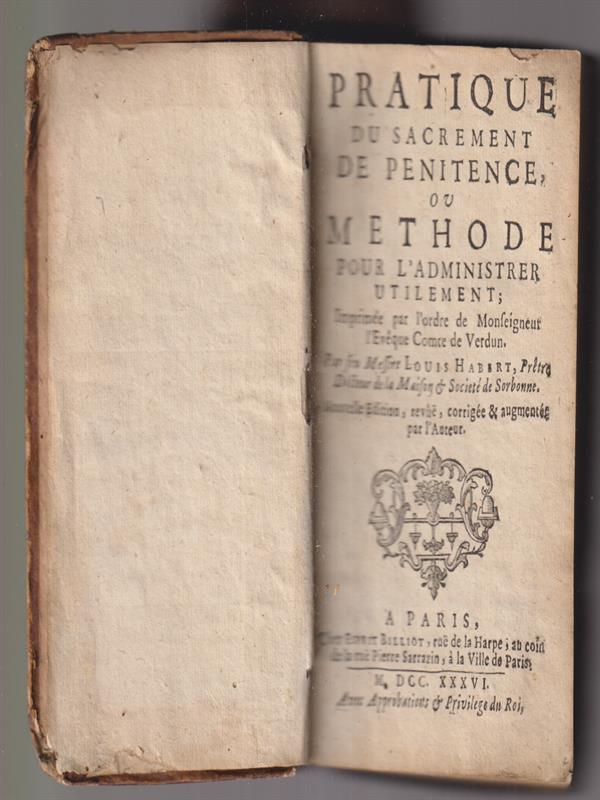 PRATIQUE
DU SACREMENT
DE PENITENCE,
OU
METHODE
POUR L'ADMINISTRER
UTILEMENT;
Imprimée par l'ordre de Monſeigneur
l'Evêque Comte de Verdun.
Par feu Meſſire LOUIS HABERT, Prêtre
Docteur de la Maiſon & Societé de Sorbonne.
Nouvelle Edition, revûë, corrigée & augmentée
par l'Auteur.
A PARIS,
Chez BILLIOT, ruë de la Harpe; au coin
de la ruë Pierre Sarrazin, à la Ville de Paris,
M. DCC. XXXVI.
Avec Approbations & Privilege du Roi,